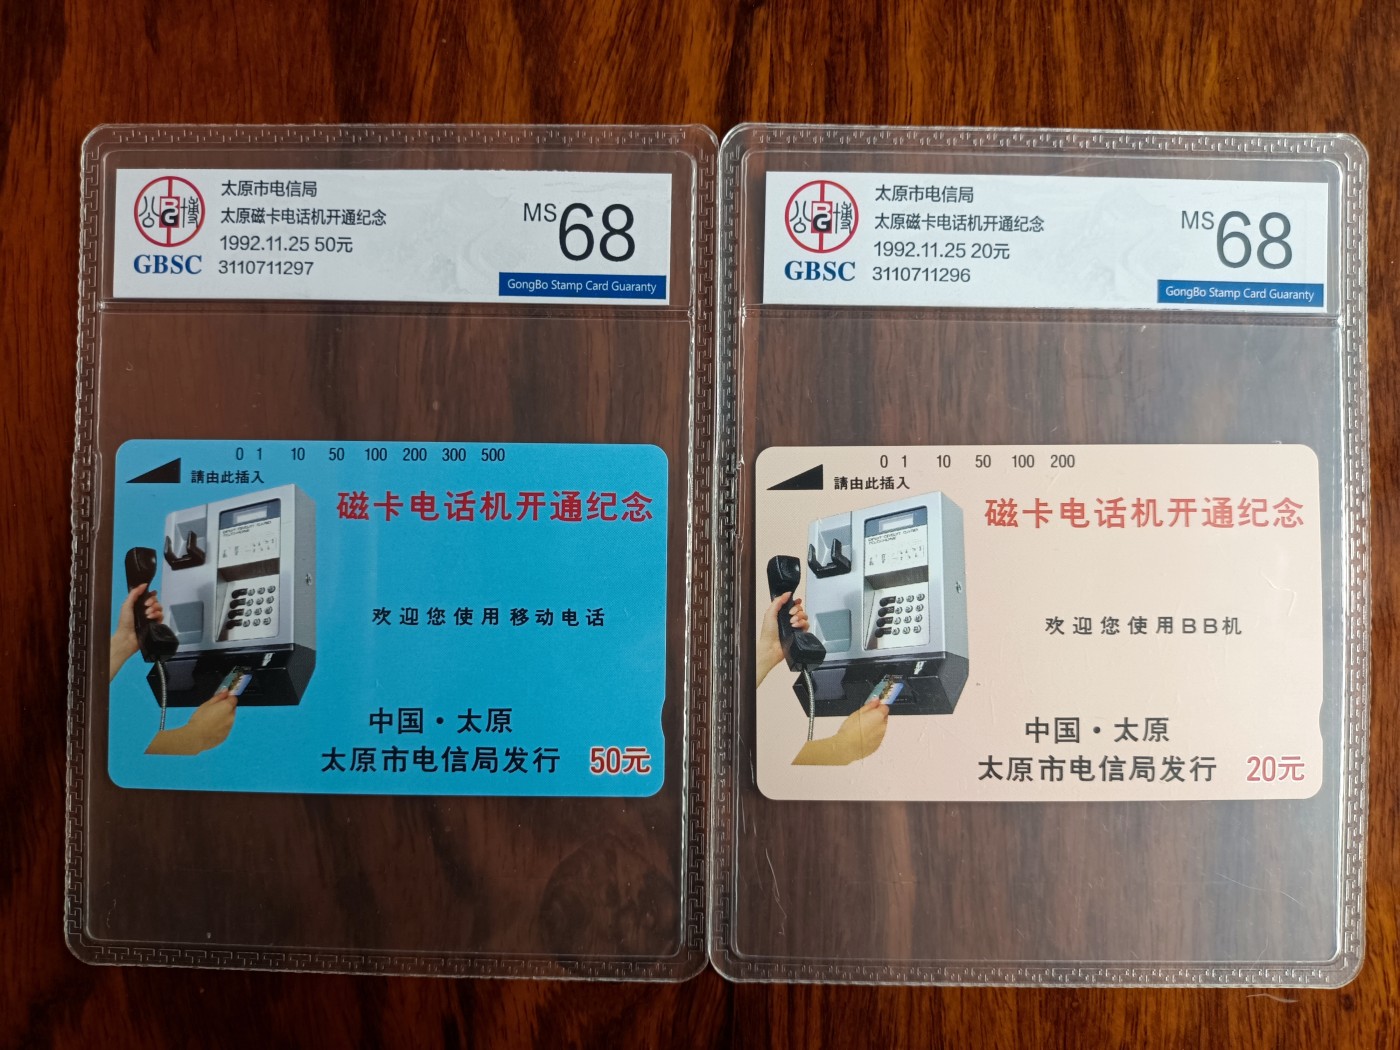 太原市电信局
太原磁卡电话机开通纪念
1992.11.25 50元
3110711297
GBSC
MS 68
GongBo Stamp Card Guaranty
0 1 10 50 100 200 300 500
請由此插入
磁卡电话机开通纪念
欢迎您使用移动电话
中国·太原
太原市电信局发行
50元
太原市电信局
太原磁卡电话机开通纪念
1992.11.25 20元
3110711296
GBSC
MS 68
GongBo Stamp Card Guaranty
0 1 10 50 100 200
請由此插入
磁卡电话机开通纪念
欢迎您使用BB机
中国·太原
太原市电信局发行
20元